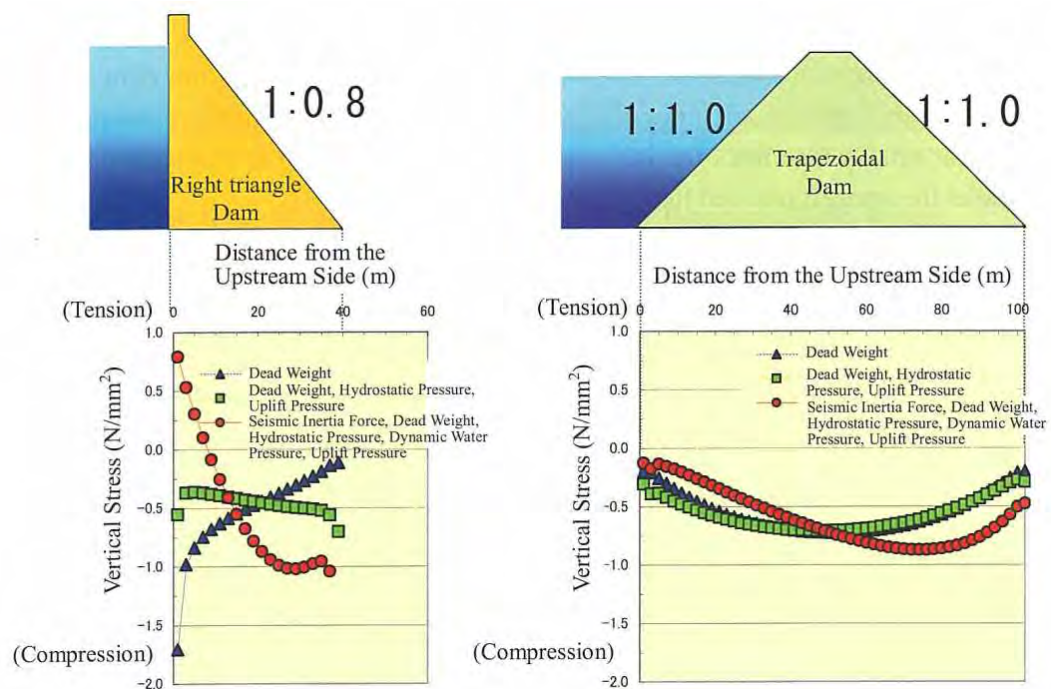 1:0.8
Right triangle
Dam
Distance from the
Upstream Side (m)
(Tension)
0
20
40
60
1.0
0.5
0.0
−0.5
−1.0
−1.5
−2.0
Vertical Stress (N/mm²)
(Compression)
Dead Weight
Dead Weight, Hydrostatic Pressure,
Uplift Pressure
Seismic Inertia Force, Dead Weight,
Hydrostatic Pressure, Dynamic Water
Pressure, Uplift Pressure
1:1.0
1:1.0
Trapezoidal
Dam
Distance from the Upstream Side (m)
(Tension)
0
20
40
60
80
100
1.0
0.5
0.0
−0.5
−1.0
−1.5
−2.0
Vertical Stress (N/mm²)
(Compression)
Dead Weight
Dead Weight, Hydrostatic
Pressure, Uplift Pressure
Seismic Inertia Force, Dead Weight,
Hydrostatic Pressure, Dynamic Water
Pressure, Uplift Pressure